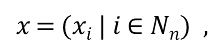 x = (x_i | i ∈ N_n) ,